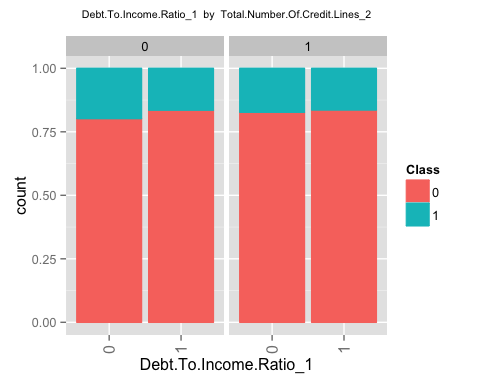 Debt.To.Income.Ratio_1 by Total.Number.Of.Credit.Lines_2
0 1
1.00
0.75
0.50
0.25
0.00
count
0 1 0 1
Debt.To.Income.Ratio_1
Class
0
1